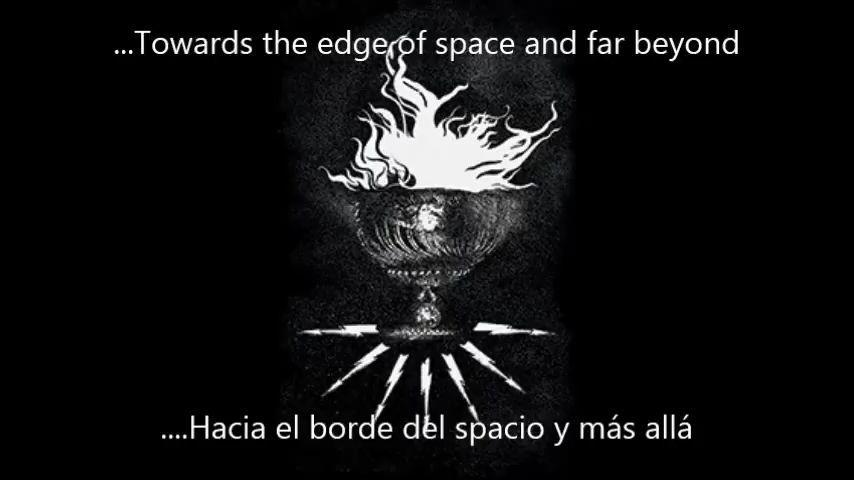 ...Towards the edge of space and far beyond
....Hacia el borde del spacio y más allá